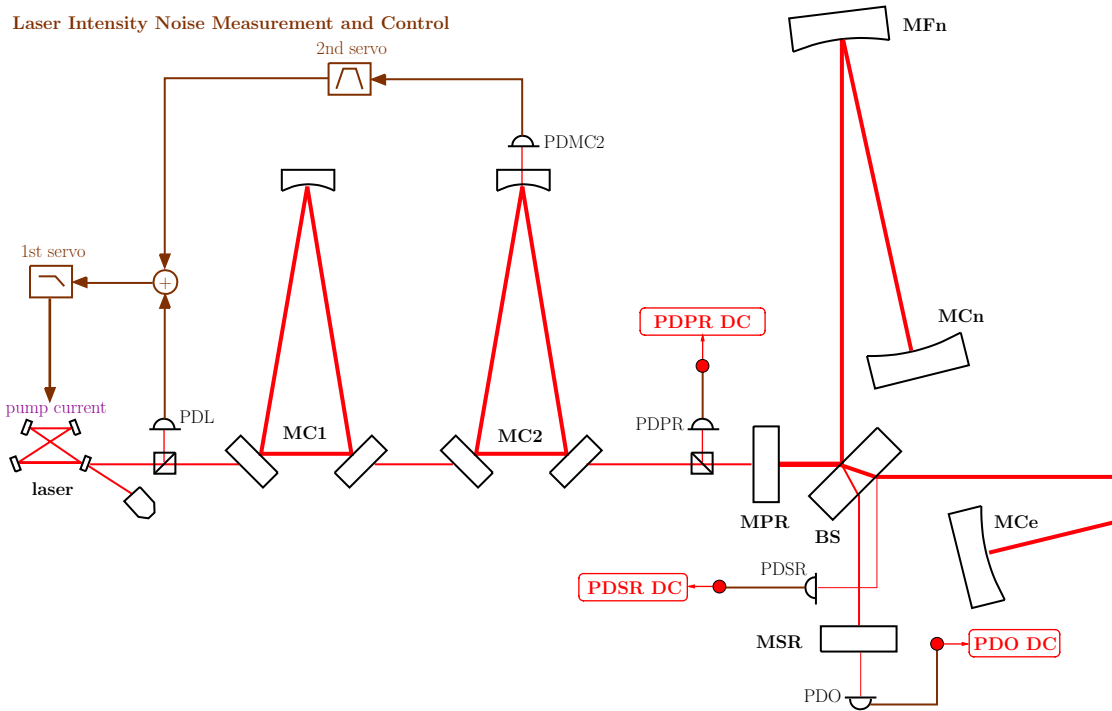 Laser Intensity Noise Measurement and Control
2nd servo
MFn
PDMC2
1st servo
+
PDPR DC
MCn
pump current
PDL
PDPR
MC1
MC2
laser
MPR
BS
MCe
PDSR
PDSR DC
MSR
PDO DC
PDO